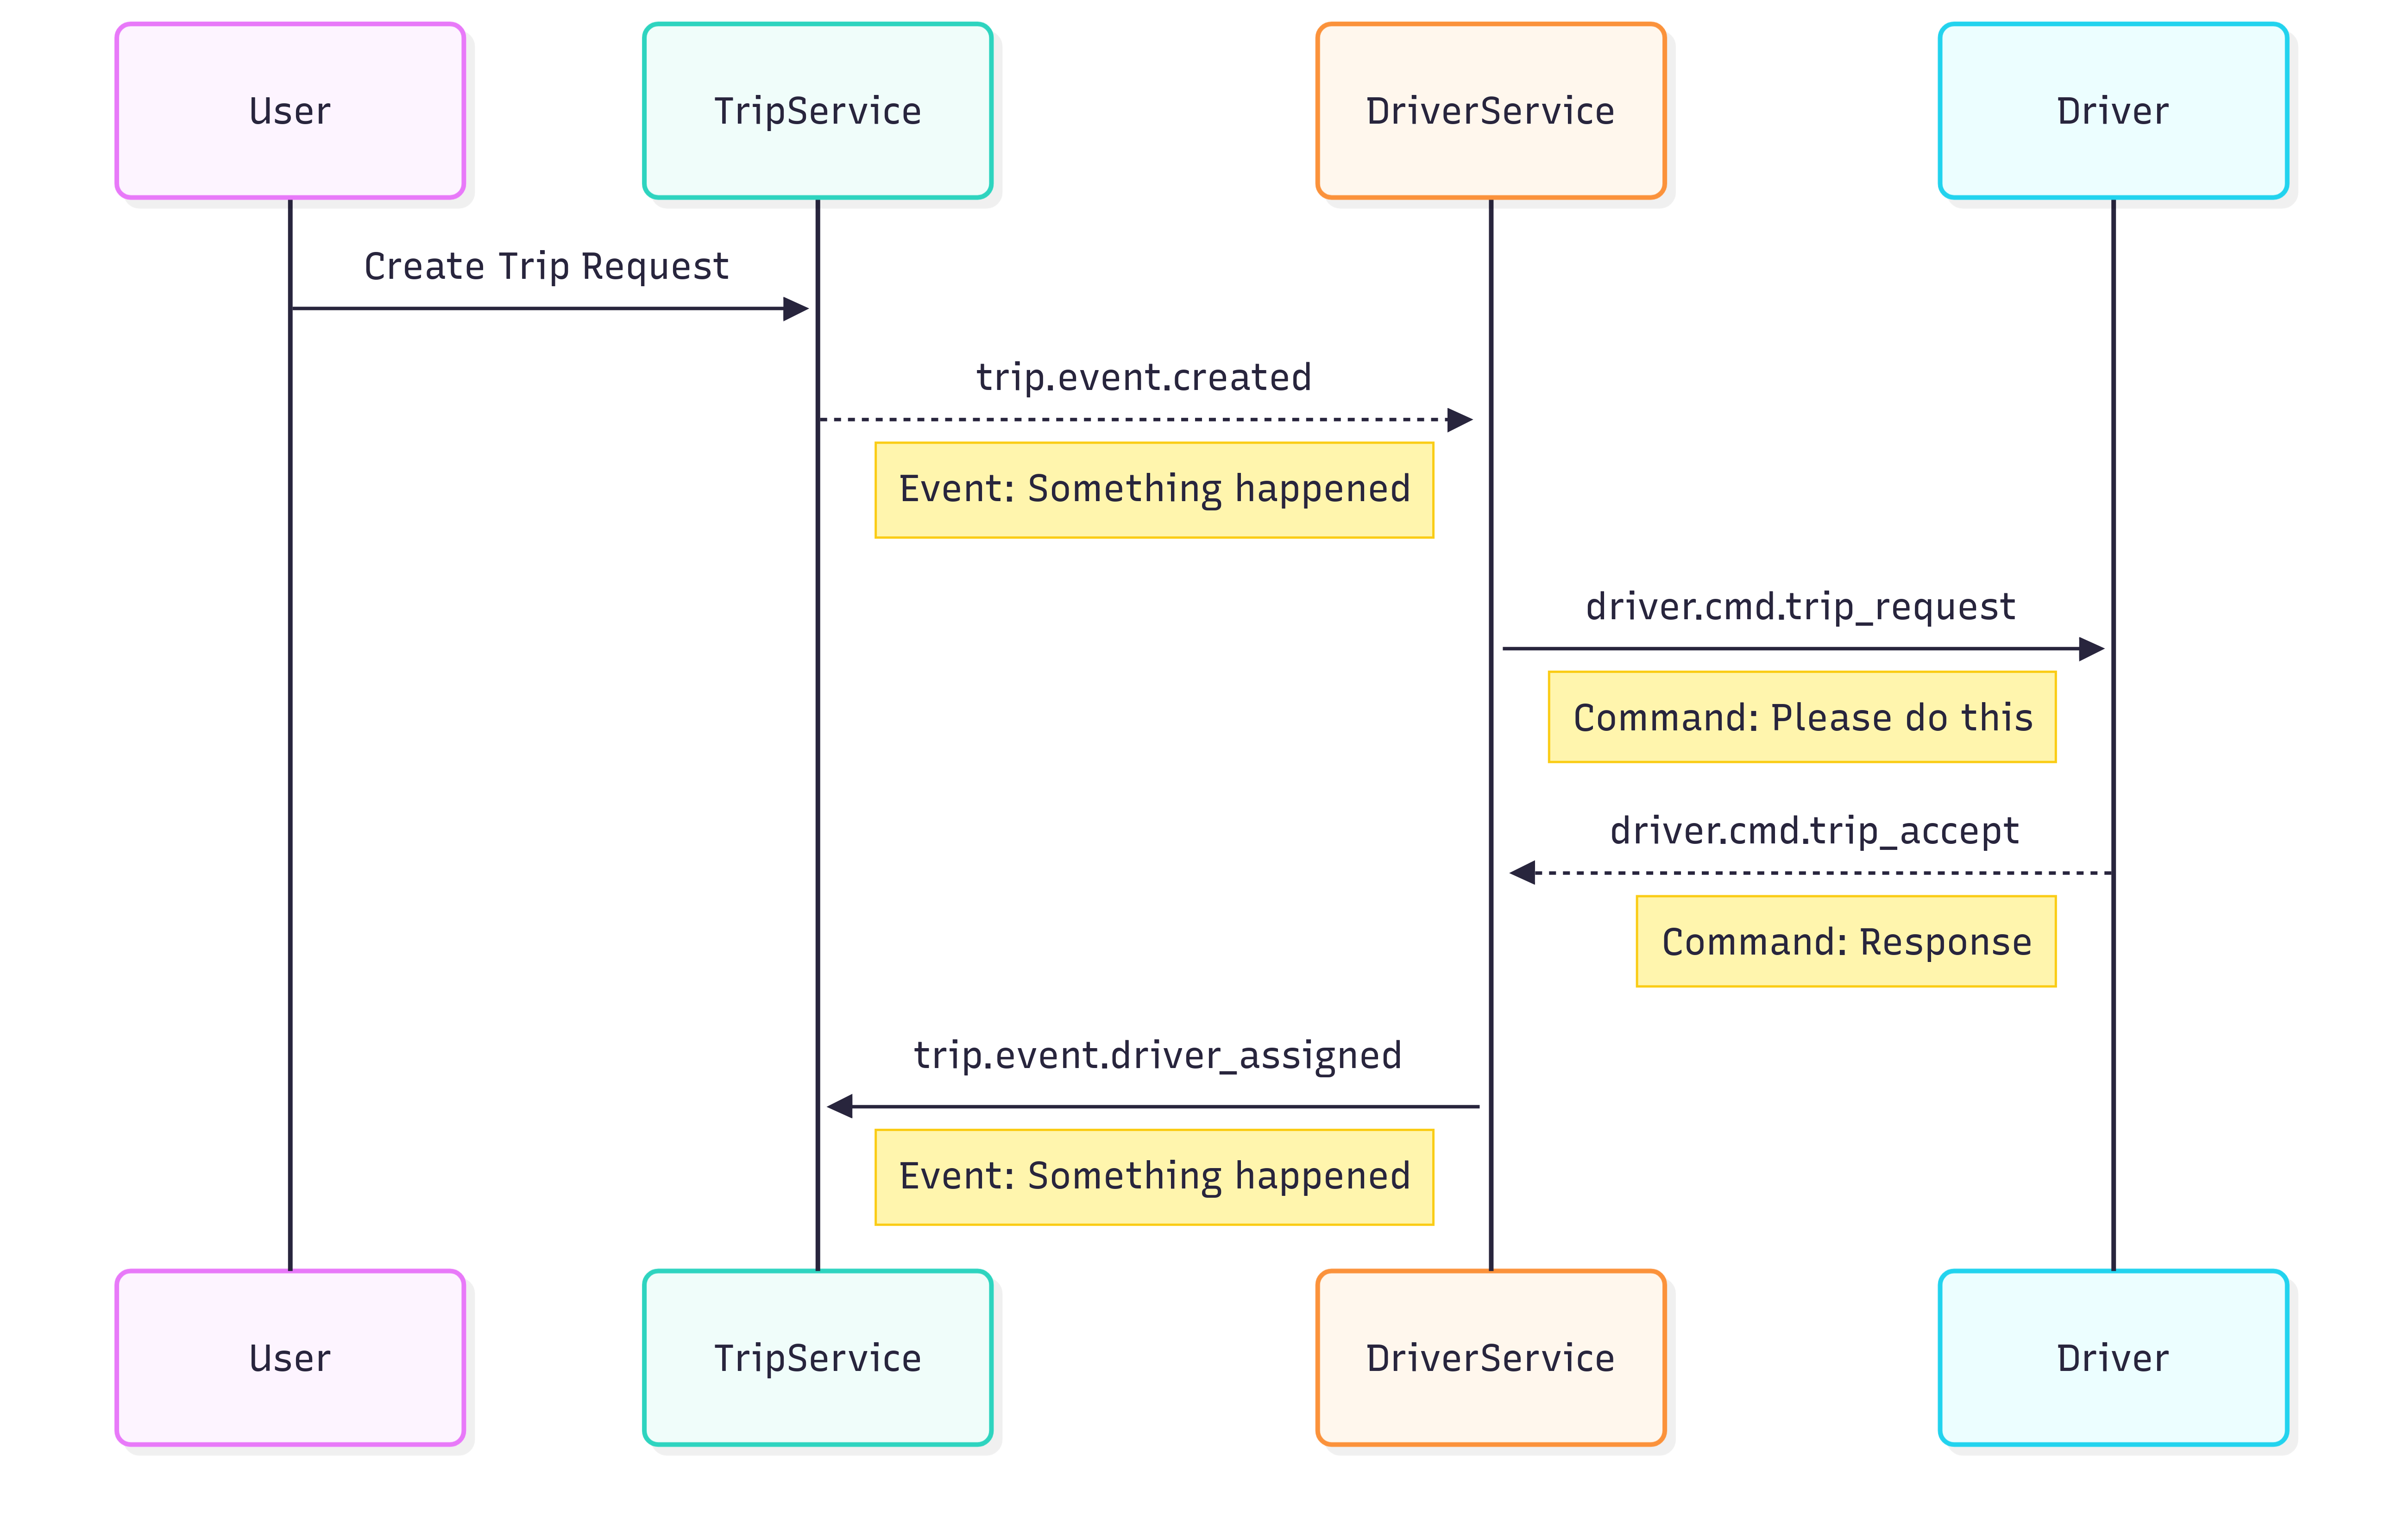 User
TripService
DriverService
Driver
Create Trip Request
trip.event.created
Event: Something happened
driver.cmd.trip_request
Command: Please do this
driver.cmd.trip_accept
Command: Response
trip.event.driver_assigned
Event: Something happened
User
TripService
DriverService
Driver